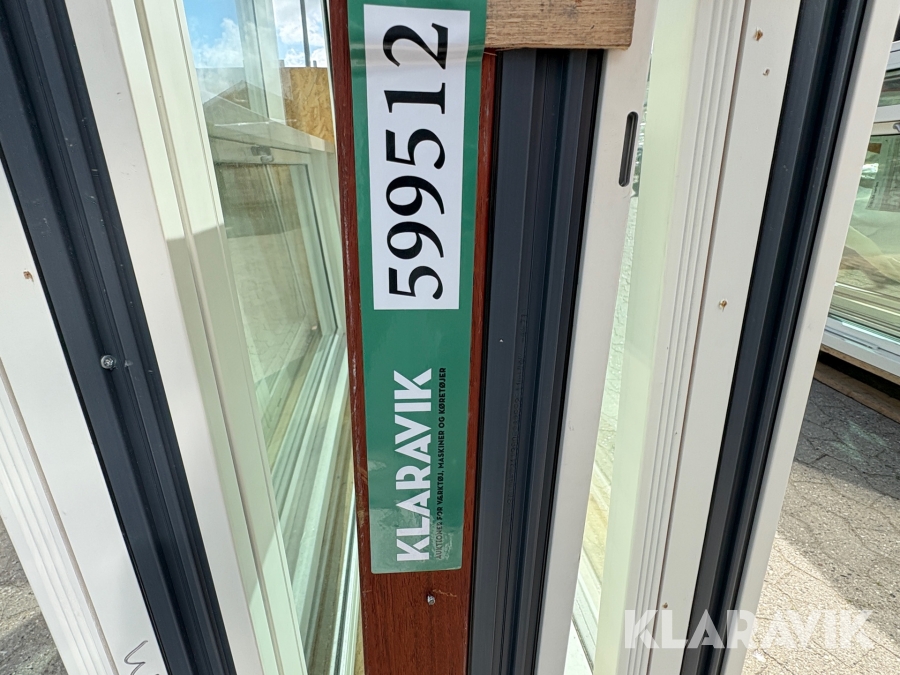 599512
KLARAVIK
AUKTIONER FOR VÆRKTØJ, MASKINER OG KØRETØJER
KLARAVIK